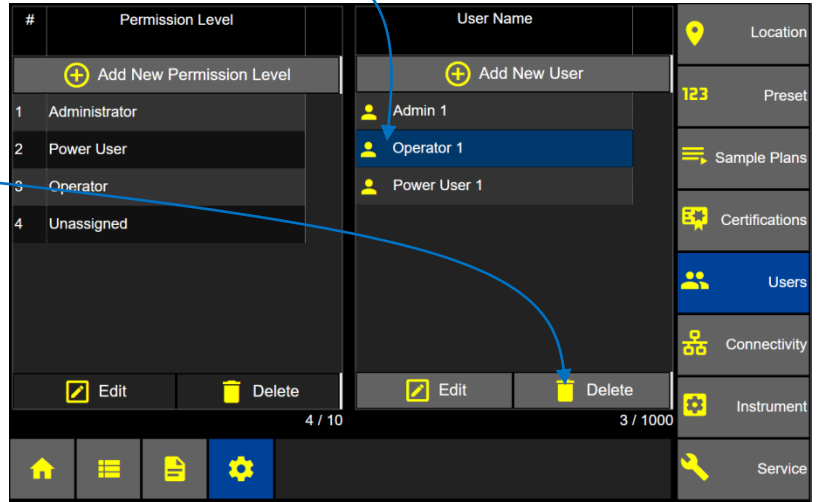 # Permission Level
Add New Permission Level
1 Administrator
2 Power User
3 Operator
4 Unassigned
Edit Delete
4 / 10
User Name
Add New User
Admin 1
Operator 1
Power User 1
Edit Delete
3 / 1000
Location
123 Preset
Sample Plans
Certifications
Users
Connectivity
Instrument
Service